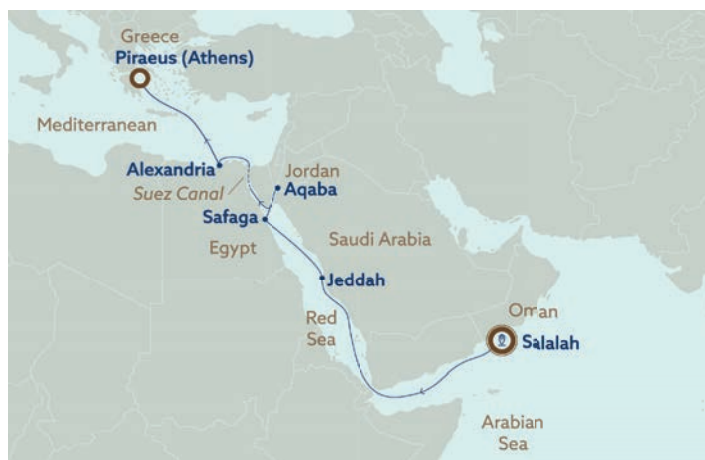 Greece
Piraeus (Athens)
Mediterranean
Alexandria
Suez Canal
Jordan
Aqaba
Safaga
Egypt
Saudi Arabia
Jeddah
Red
Sea
Oman
Salalah
Arabian
Sea